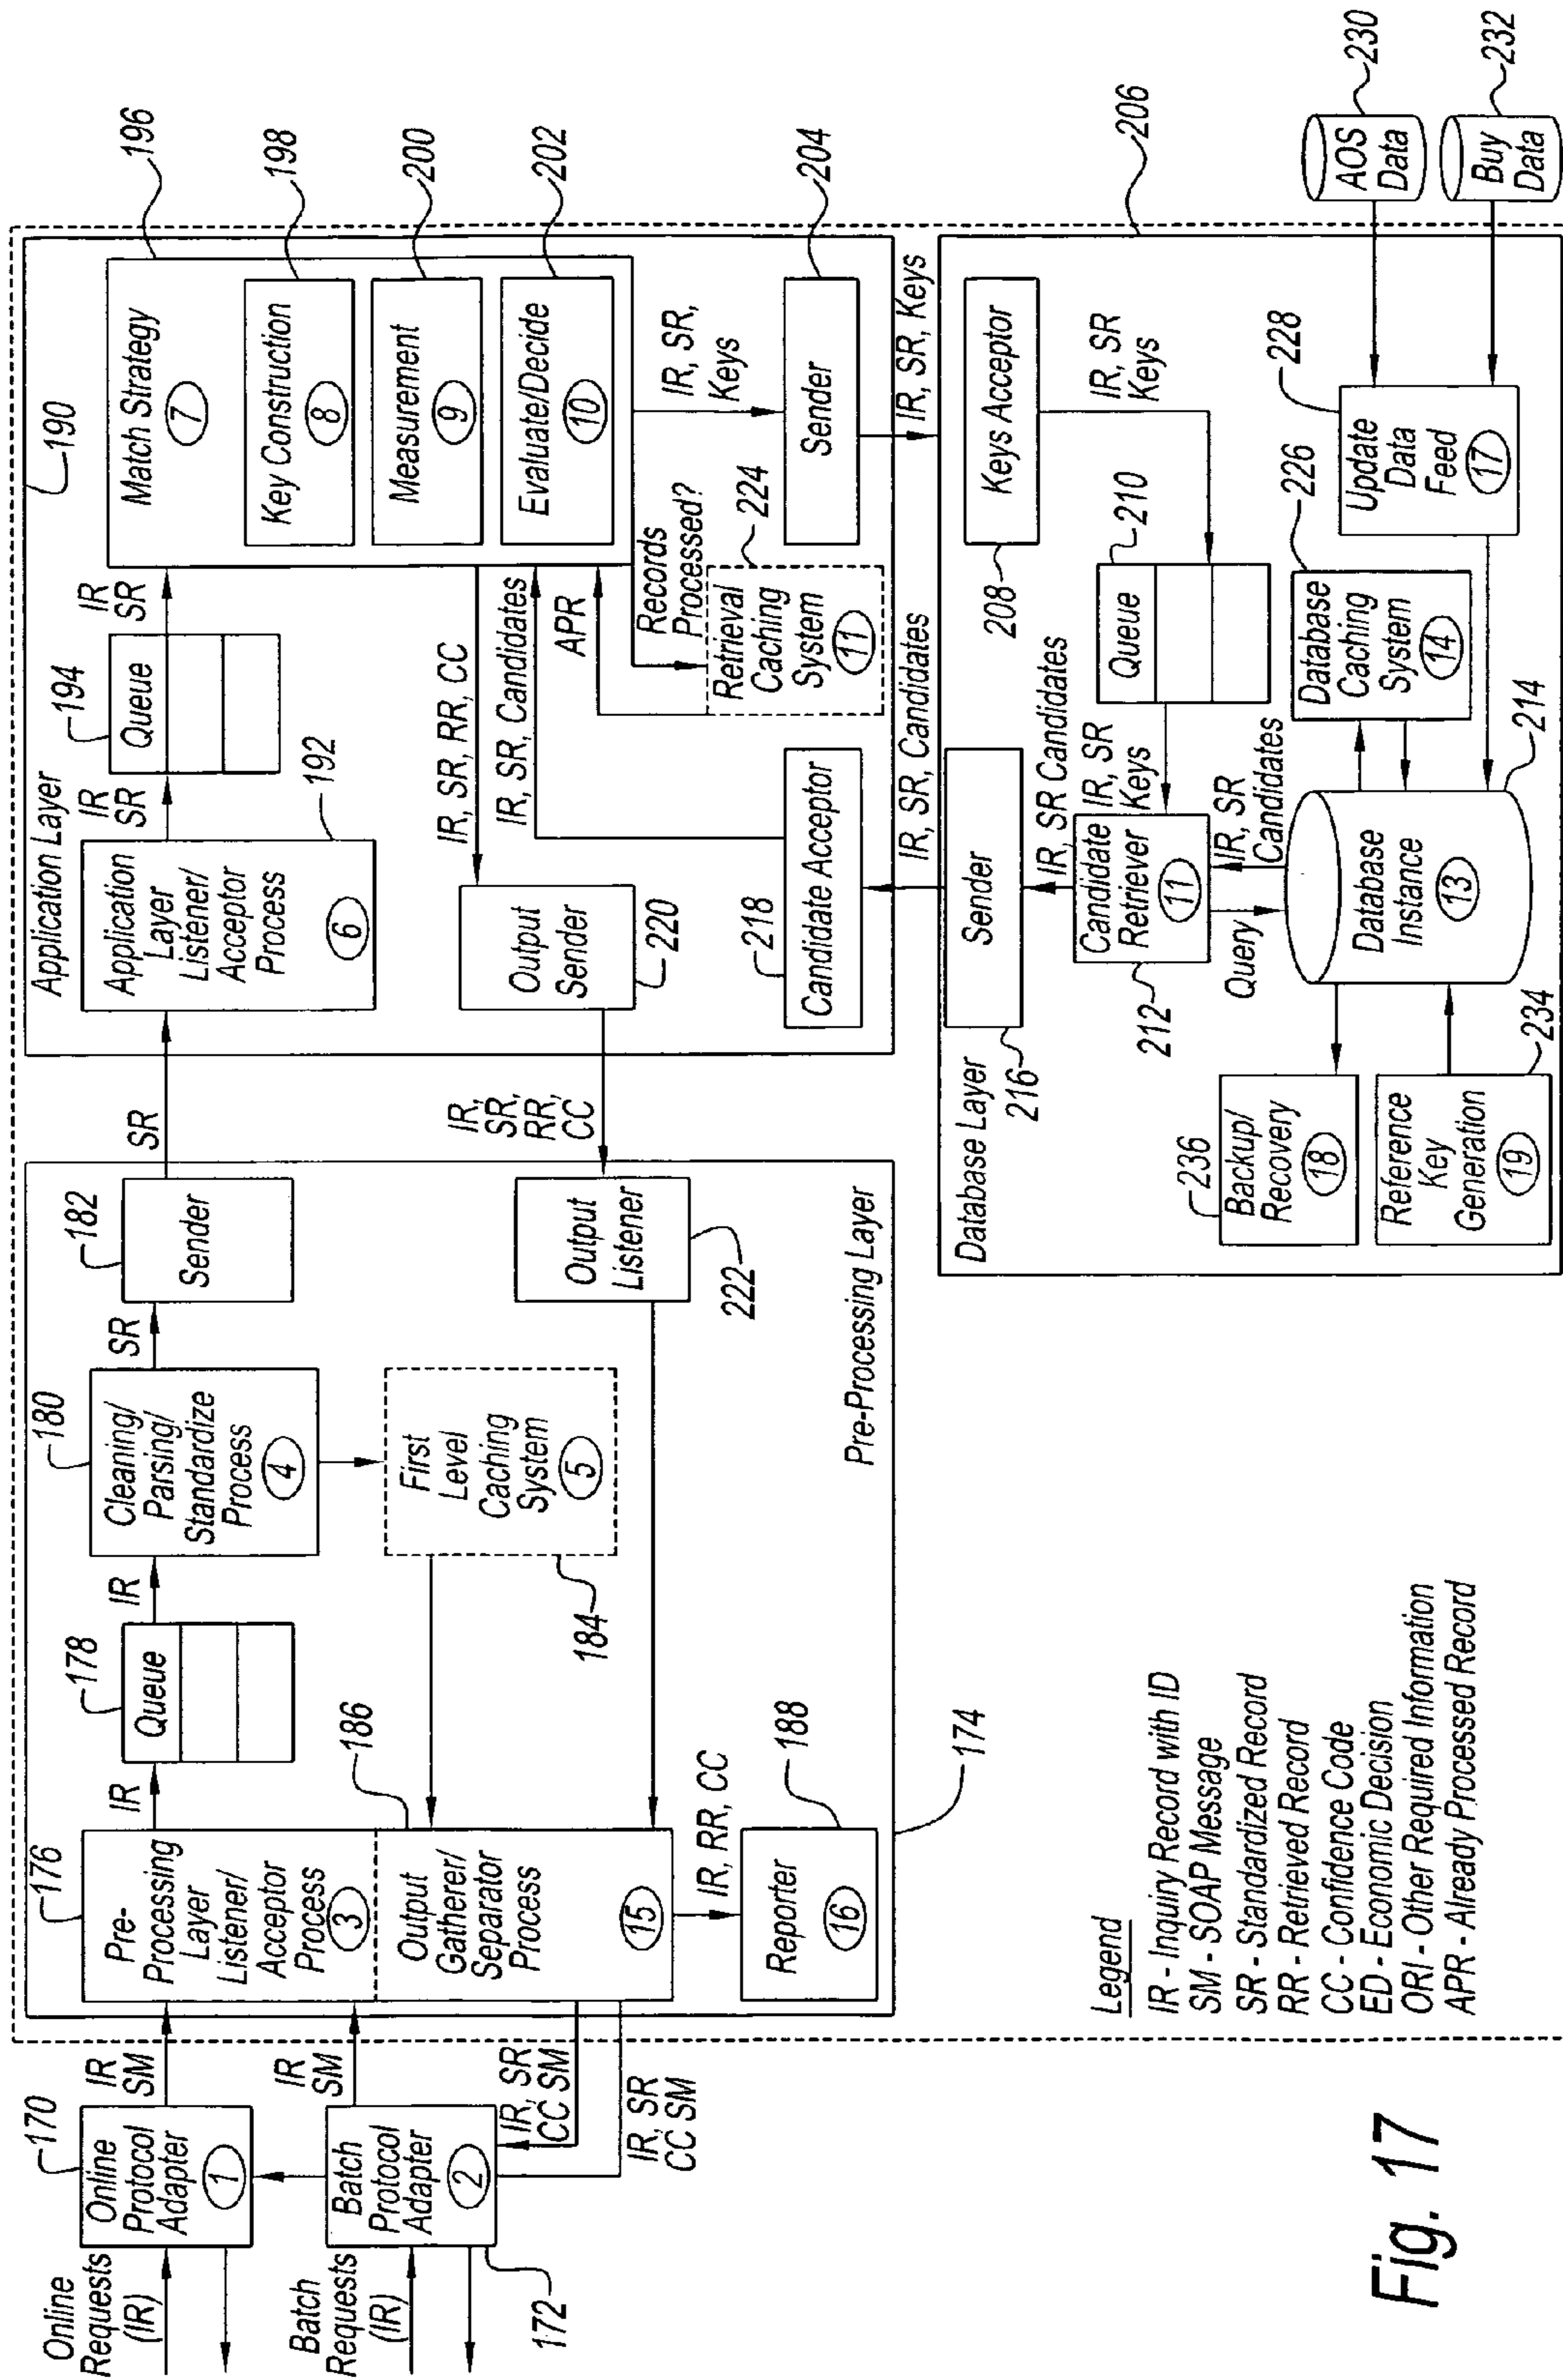 Online
Requests
(IR)
170
Online
Protocol
Adapter
1
IR
SM
Batch
Requests
(IR)
Batch
Protocol
Adapter
2
172
IR
SM
IR, SR
CC SM
IR, SR
CC SM
176
Pre-
Processing
Layer
Listener/
Acceptor
Process
3
186
Output
Gatherer/
Separator
Process
15
IR, RR, CC
188
Reporter
16
174
IR
178
Queue
IR
180
Cleaning/
Parsing/
Standardize
Process
4
First
Level
Caching
System
5
184
SR
182
Sender
Output
Listener
222
Pre-Processing Layer
SR
IR,
SR,
RR,
CC
190
Application Layer
Application
Layer
Listener/
Acceptor
Process
6
192
IR
SR
194
Queue
IR
SR
196
Match Strategy
7
198
Key Construction
8
200
Measurement
9
202
Evaluate/Decide
10
IR, SR, RR, CC
Output
Sender
220
IR, SR, Candidates
218
Candidate Acceptor
Records
Processed?
APR
224
Retrieval
Caching
System
11
IR, SR,
Keys
204
Sender
IR, SR, Keys
IR, SR, Candidates
206
Database Layer
216
Sender
208
Keys Acceptor
IR, SR
Keys
210
Queue
IR, SR
Keys
IR, SR Candidates
Candidate
Retriever
11
212
Query
IR, SR
Candidates
214
Database
Instance
13
226
Database
Caching
System
14
228
Update
Data
Feed
17
AOS
Data
230
Buy
Data
232
236
Backup/
Recovery
18
Reference
Key
Generation
19
234
Legend
IR - Inquiry Record with ID
SM - SOAP Message
SR - Standardized Record
RR - Retrieved Record
CC - Confidence Code
ED - Economic Decision
ORI - Other Required Information
APR - Already Processed Record
Fig. 17